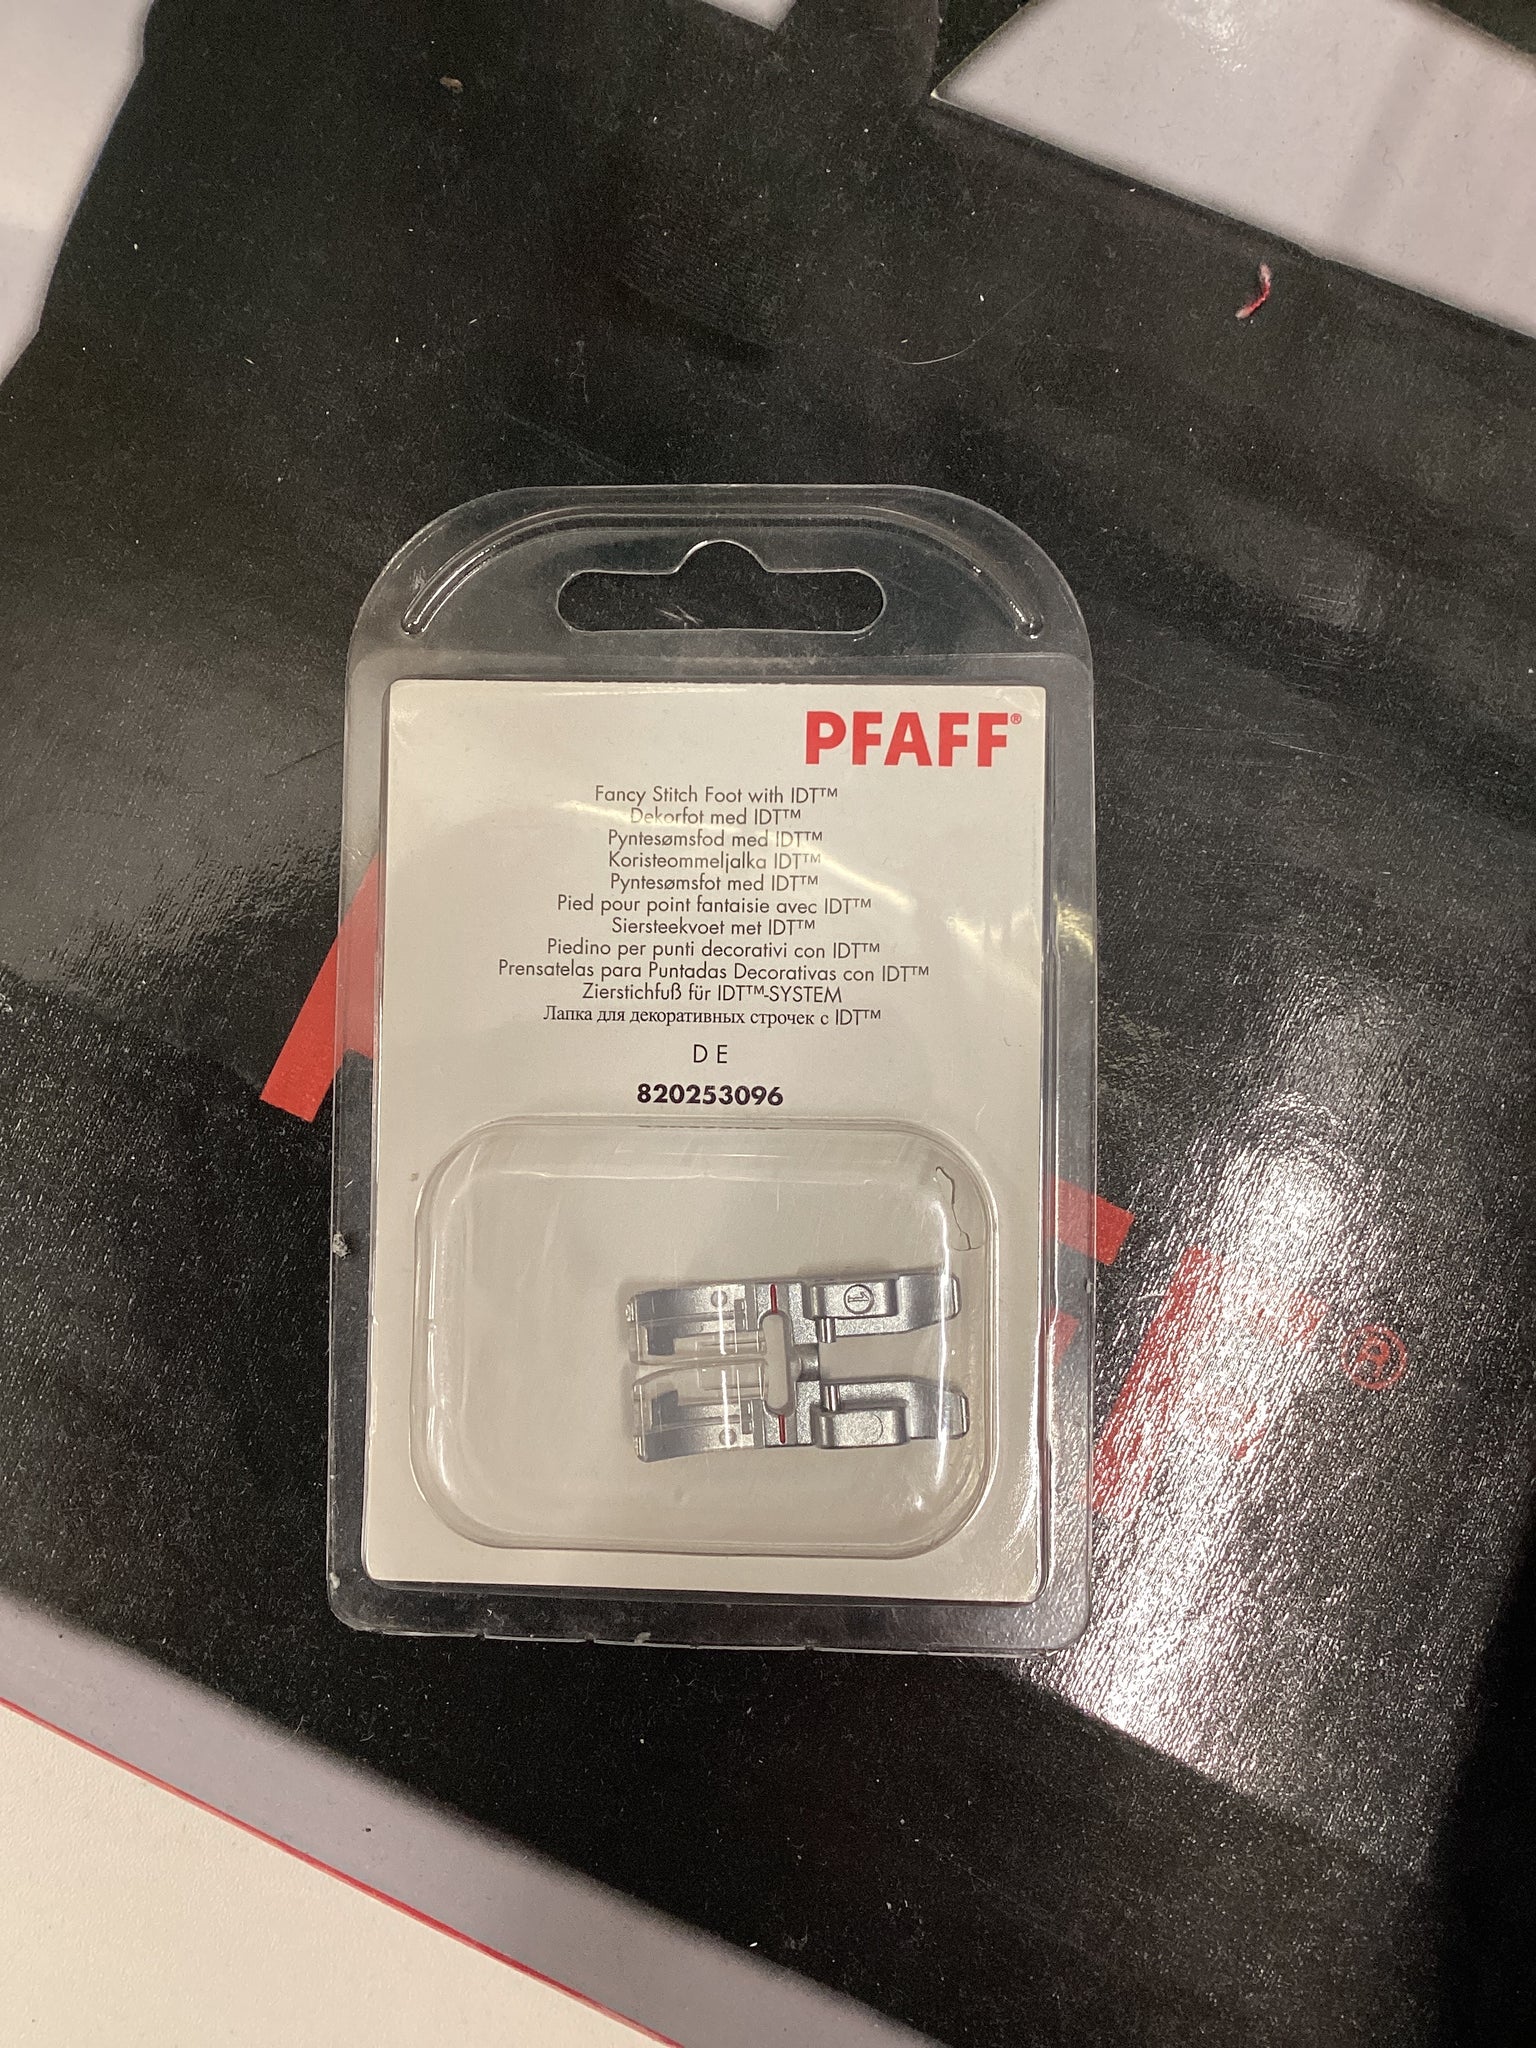 PFAFF®
Fancy Stitch Foot with IDT™
Dekorfot med IDT™
Pyntesømsfod med IDT™
Koristeommeljalka IDT™
Pyntesømsfot med IDT™
Pied pour point fantaisie avec IDT™
Siersteekvoet met IDT™
Piedino per punti decorativi con IDT™
Prensatelas para Puntadas Decorativas con IDT™
Zierstichfuß für IDT™-SYSTEM
Лапка для декоративных строчек с IDT™
D E
820253096